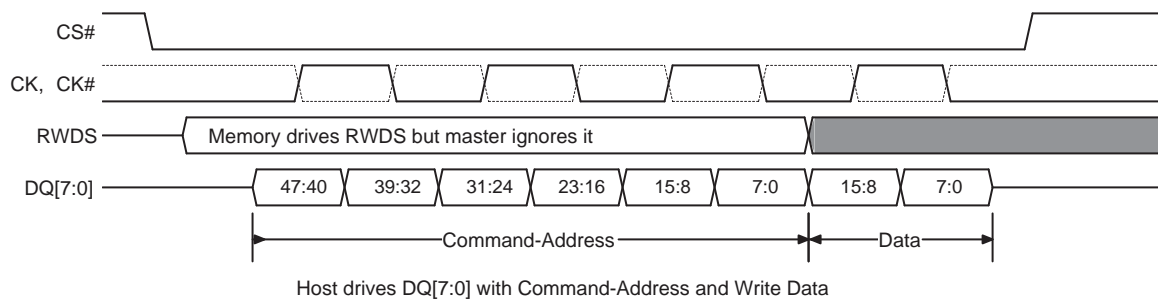 CS#
CK, CK#
RWDS Memory drives RWDS but master ignores it
DQ[7:0] 47:40 39:32 31:24 23:16 15:8 7:0 15:8 7:0
Command-Address Data
Host drives DQ[7:0] with Command-Address and Write Data